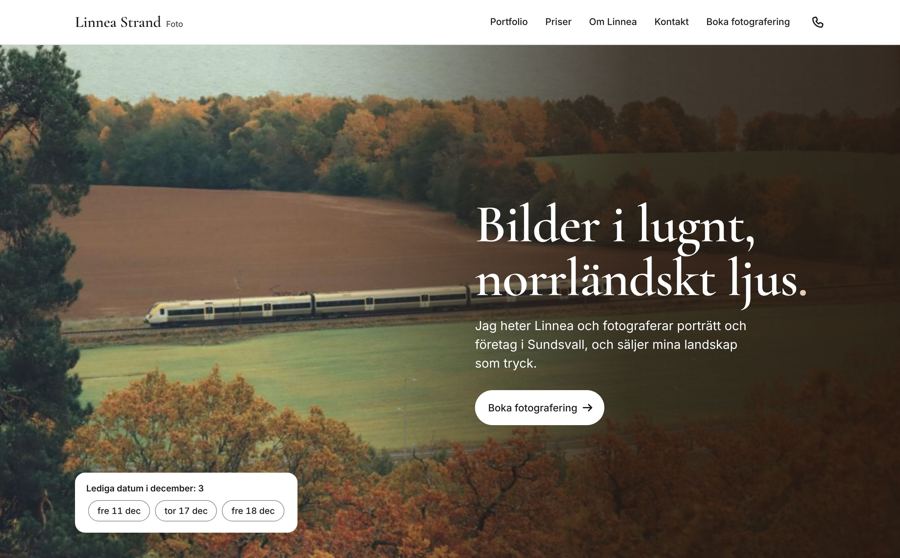 Linnea Strand Foto
Portfolio Priser Om Linnea Kontakt Boka fotografering
Bilder i lugnt,
norrländskt ljus.
Jag heter Linnea och fotograferar porträtt och
företag i Sundsvall, och säljer mina landskap
som tryck.
Boka fotografering
Lediga datum i december: 3
fre 11 dec tor 17 dec fre 18 dec